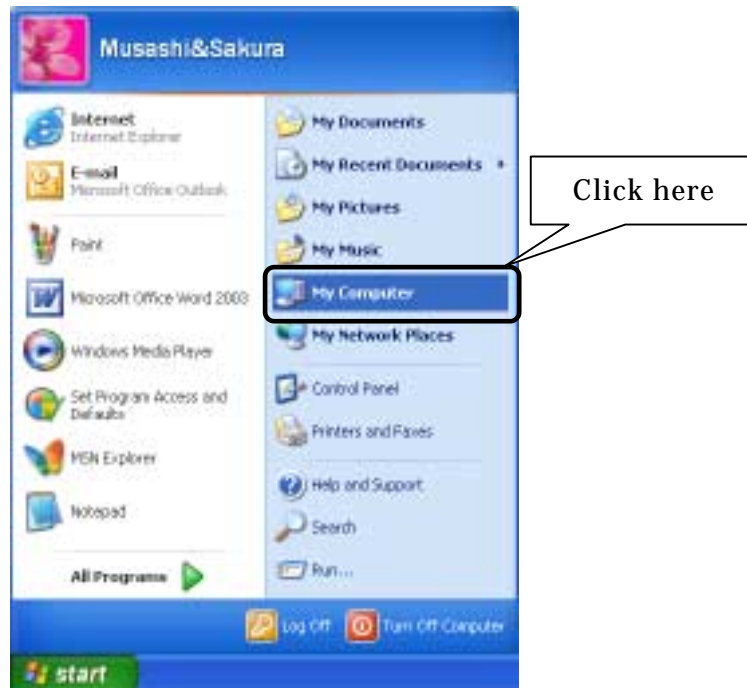 Musashi&Sakura
Internet
Internet Explorer
E-mail
Microsoft Office Outlook
Paint
Microsoft Office Word 2003
Windows Media Player
Set Program Access and
Defaults
MSN Explorer
Notepad
All Programs
My Documents
My Recent Documents
My Pictures
My Music
My Computer
My Network Places
Control Panel
Printers and Faxes
Help and Support
Search
Run...
Click here
Log Off
Turn Off Computer
start